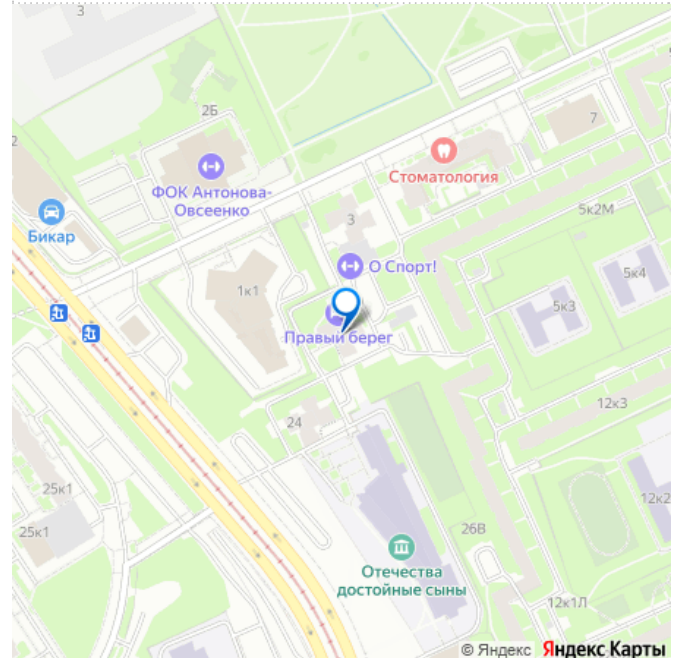 3
2Б
2
7
ФОК Антонова-
Овсеенко
Стоматология
Бикар
3
5к2М
О Спорт!
1к1
5к4
5к3
Правый берег
12к3
24
25к1
12к2
25к1
26В
Отечества
достойные сыны
12к1Л
© Яндекс Яндекс Карты